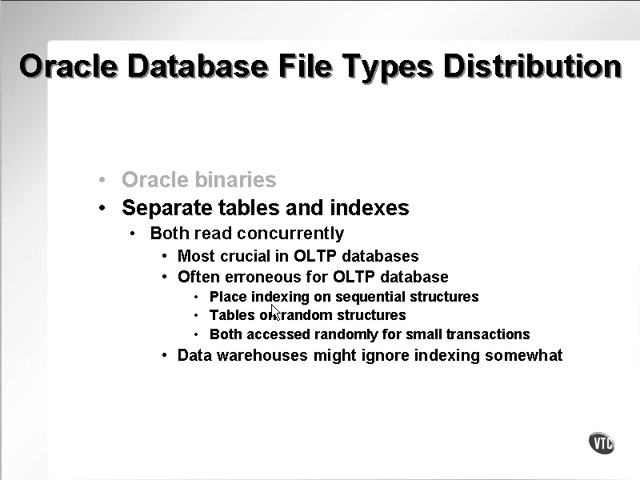 Oracle Database File Types Distribution
• Oracle binaries
• Separate tables and indexes
• Both read concurrently
• Most crucial in OLTP databases
• Often erroneous for OLTP database
• Place indexing on sequential structures
• Tables on random structures
• Both accessed randomly for small transactions
• Data warehouses might ignore indexing somewhat
VTC